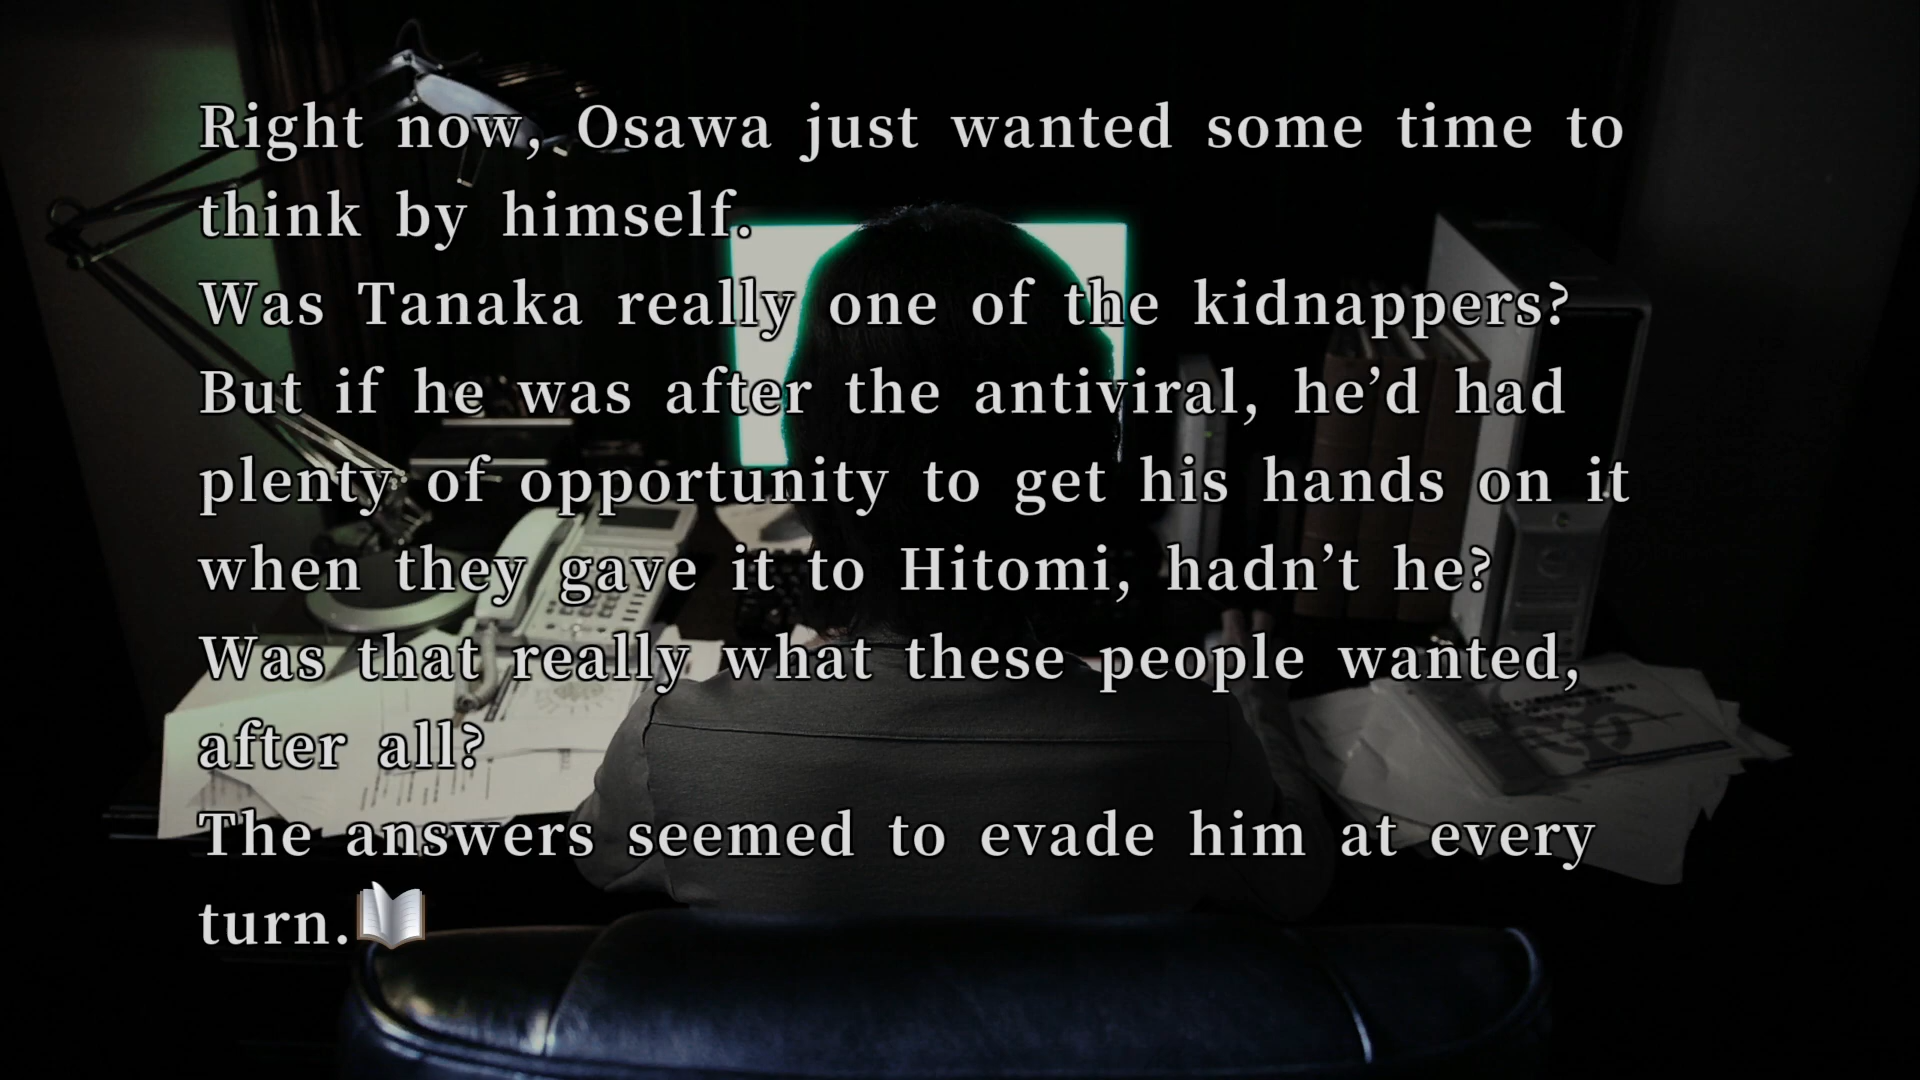 Right now, Osawa just wanted some time to
think by himself.
Was Tanaka really one of the kidnappers?
But if he was after the antiviral, he’d had
plenty of opportunity to get his hands on it
when they gave it to Hitomi, hadn’t he?
Was that really what these people wanted,
after all?
The answers seemed to evade him at every
turn.